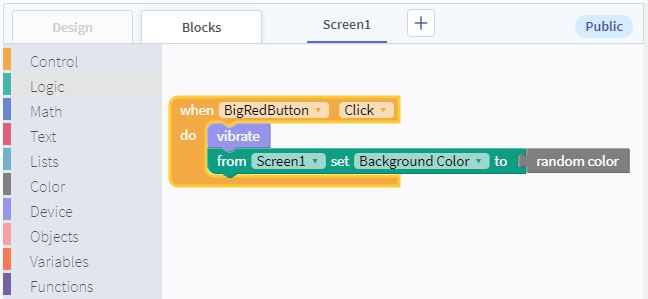 Design Blocks Screen1 + Public
Control
Logic
Math
Text
Lists
Color
Device
Objects
Variables
Functions
when BigRedButton Click
do vibrate
from Screen1 set Background Color to random color